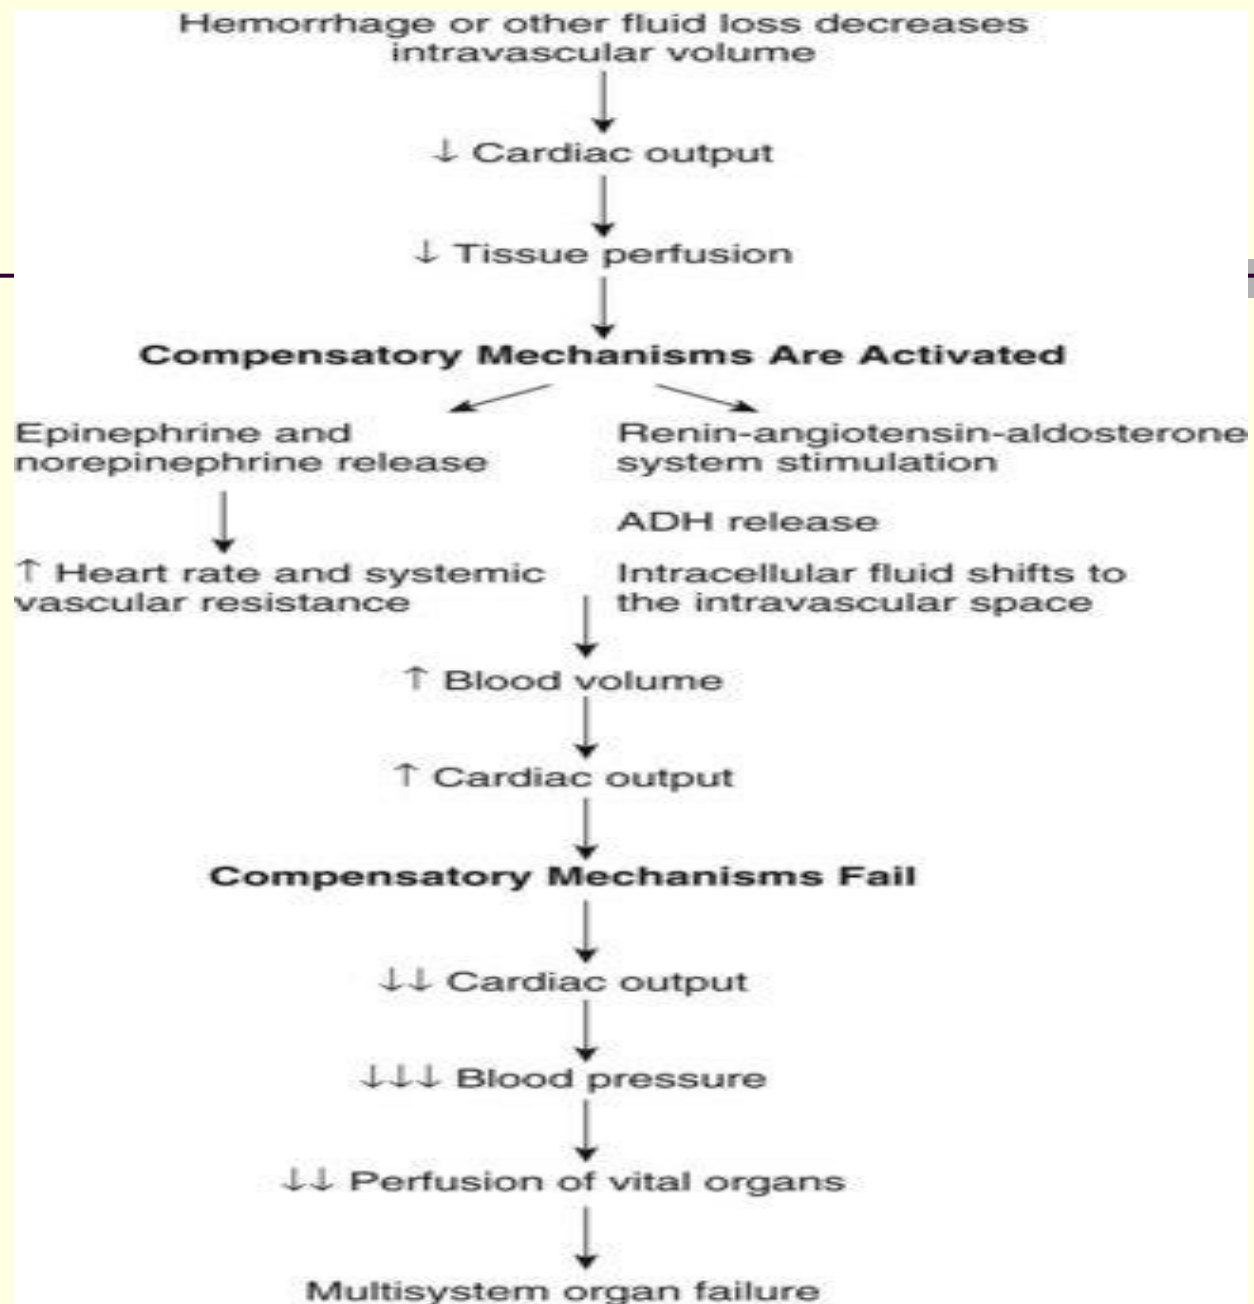 Hemorrhage or other fluid loss decreases
intravascular volume
↓ Cardiac output
↓ Tissue perfusion
Compensatory Mechanisms Are Activated
Epinephrine and
norepinephrine release
↑ Heart rate and systemic
vascular resistance
Renin-angiotensin-aldosterone
system stimulation
ADH release
Intracellular fluid shifts to
the intravascular space
↑ Blood volume
↑ Cardiac output
Compensatory Mechanisms Fail
↓↓ Cardiac output
↓↓↓ Blood pressure
↓↓ Perfusion of vital organs
Multisystem organ failure